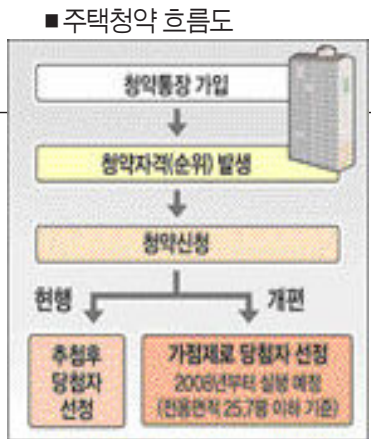 ■ 주택청약 흐름도
청약통장 가입
청약자격(순위) 발생
청약신청
현행
개편
추첨후
당첨자
선정
가점제로 당첨자 선정
2008년부터 실행 예정
(전용면적 25.7평 이하 기준)